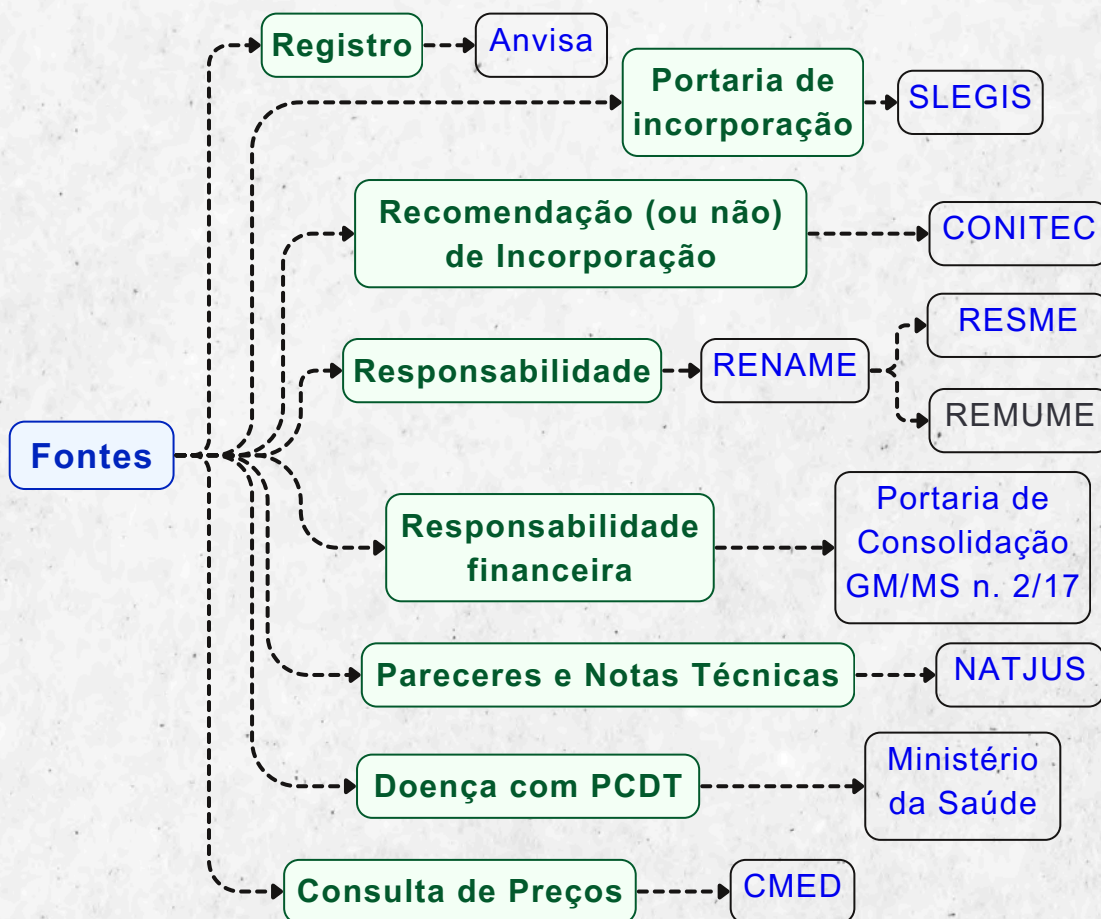 Registro
Anvisa
Portaria de
incorporação
SLEGIS
Recomendação (ou não)
de Incorporação
CONITEC
Responsabilidade
RENAME
RESME
REMUME
Fontes
Responsabilidade
financeira
Portaria de
Consolidação
GM/MS n. 2/17
Pareceres e Notas Técnicas
NATJUS
Doença com PCDT
Ministério
da Saúde
Consulta de Preços
CMED